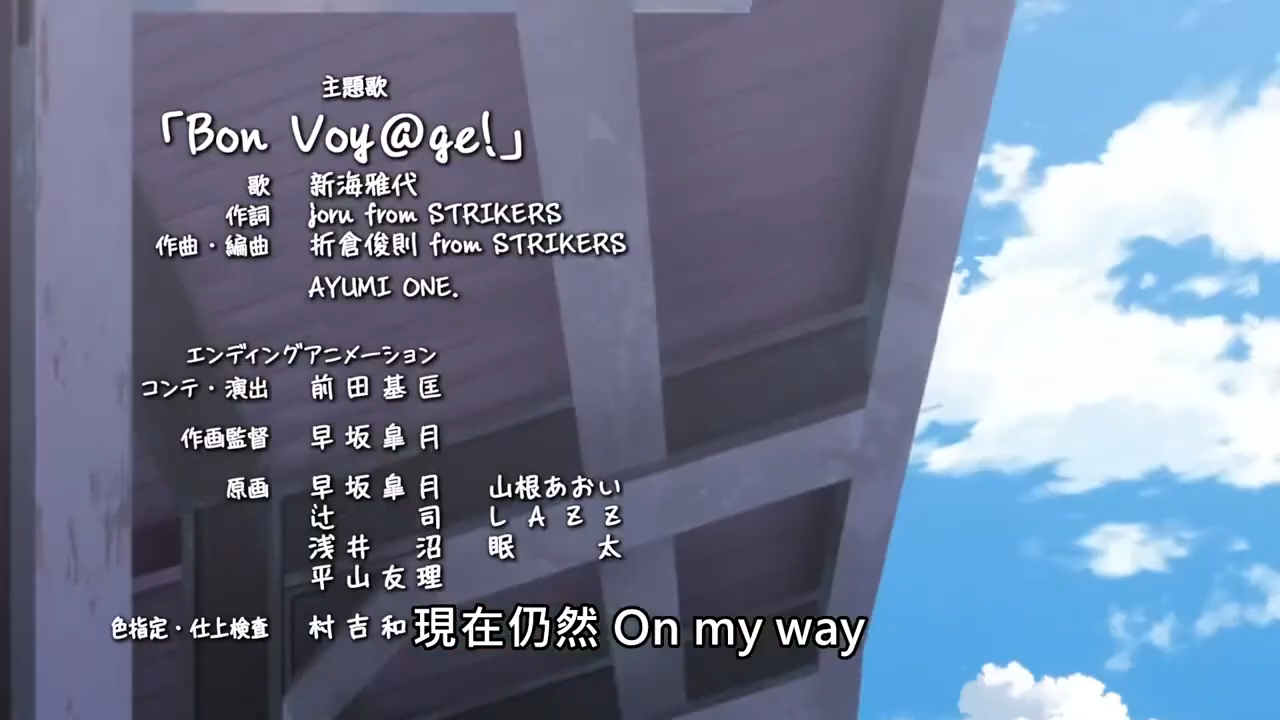 主題歌
「Bon Voy@ge!」
歌 新海雅代
作詞 Joru from STRIKERS
作曲・編曲 折倉俊則 from STRIKERS
AYUMI ONE.
エンディングアニメーション
コンテ・演出 前田基匡
作画監督 早坂皐月
原画 早坂皐月 山根あおい
辻 司 LAZZ
浅井 沼 眠 太
平山友理
色指定・仕上検査 村吉和
現在仍然 On my way